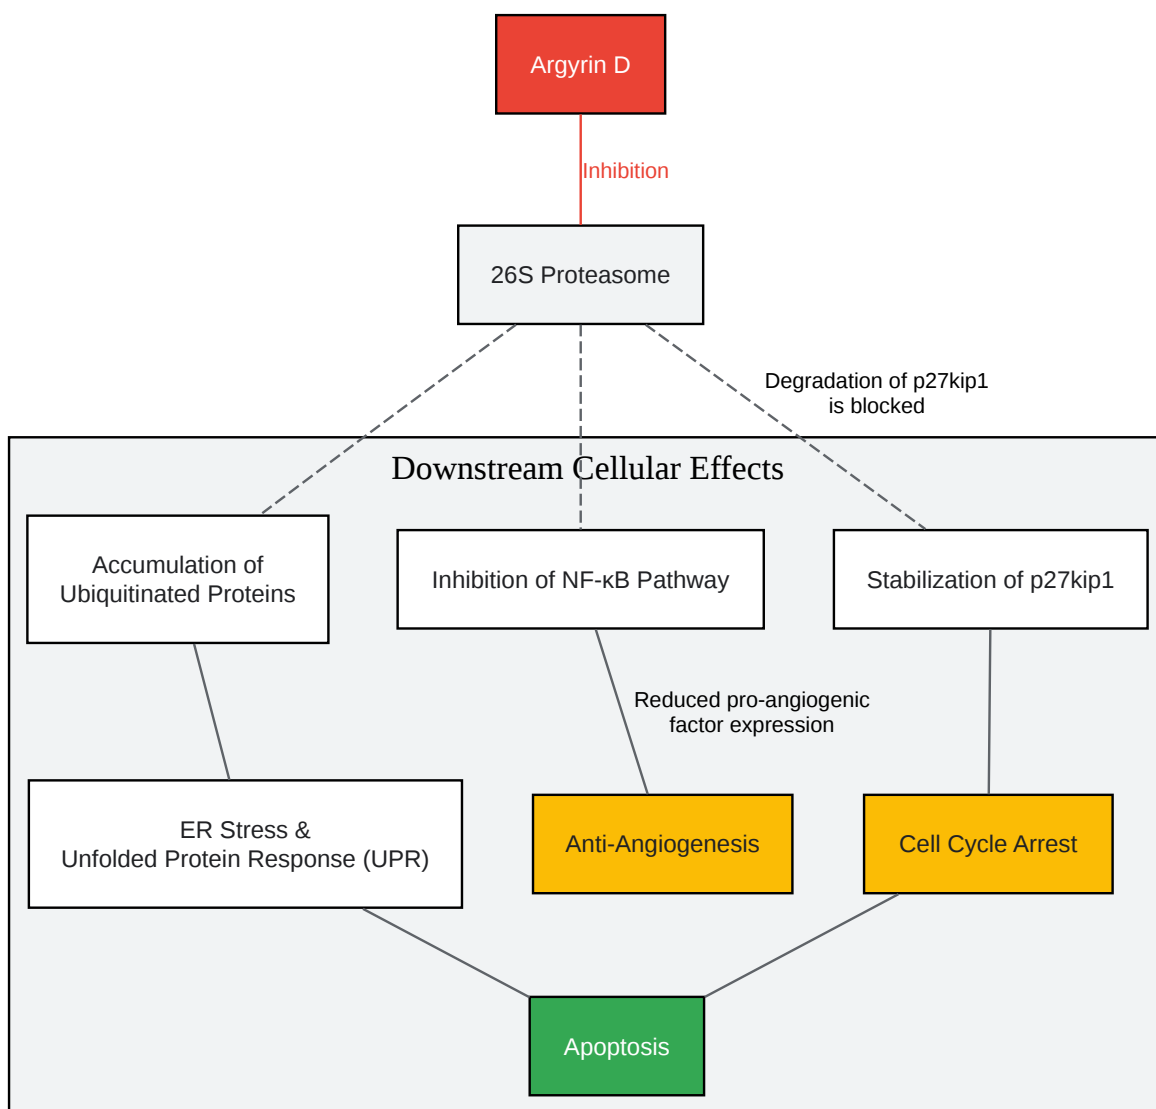 Argyrin D
Inhibition
26S Proteasome
Degradation of p27kip1
is blocked
Downstream Cellular Effects
Accumulation of
Ubiquitinated Proteins
Inhibition of NF-κB Pathway
Stabilization of p27kip1
Reduced pro-angiogenic
factor expression
ER Stress &
Unfolded Protein Response (UPR)
Anti-Angiogenesis
Cell Cycle Arrest
Apoptosis